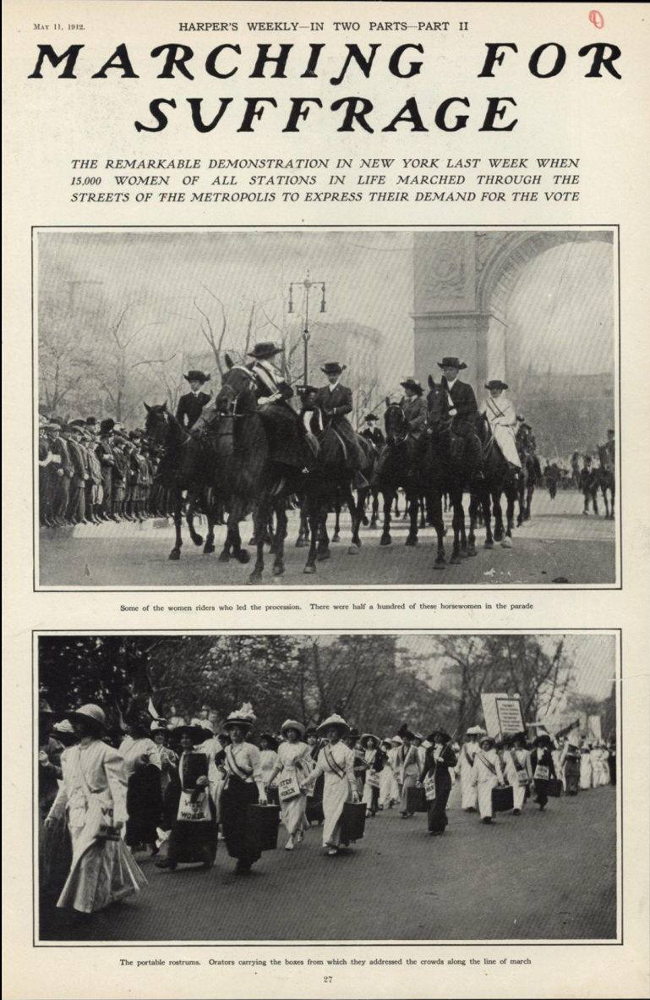 May 11, 1912.
HARPER'S WEEKLY—IN TWO PARTS—PART II
MARCHING FOR
SUFFRAGE
THE REMARKABLE DEMONSTRATION IN NEW YORK LAST WEEK WHEN
15,000 WOMEN OF ALL STATIONS IN LIFE MARCHED THROUGH THE
STREETS OF THE METROPOLIS TO EXPRESS THEIR DEMAND FOR THE VOTE
Some of the women riders who led the procession. There were half a hundred of these horsewomen in the parade
VOTES
WOMEN
The portable rostrums. Orators carrying the boxes from which they addressed the crowds along the line of march
27